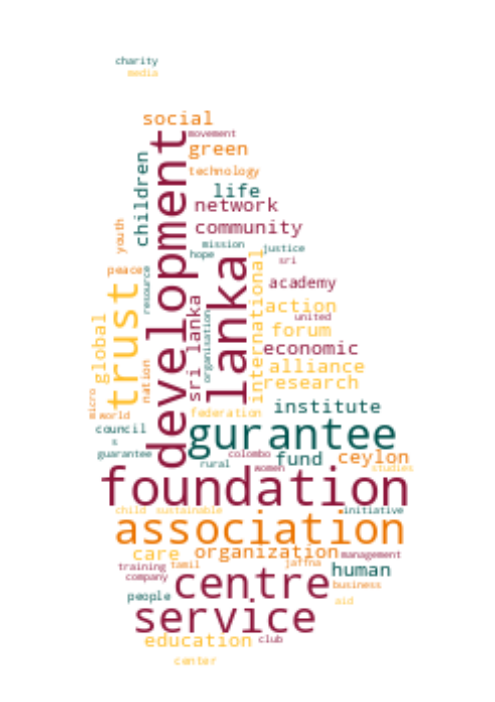 charity
media
social
movement
development
green
children
technology
life
network
youth
community
mission
justice
hope
sri
peace
resource
lanka
international
academy
trust
sri lanka
action
organisation
united
global
forum
economic
nation
alliance
research
micro
institute
world
federation
council
gurantee
s
guarantee
colombo
fund
ceylon
rural
women
studies
foundation
child
sustainable
initiative
association
care
organization
management
training
tamil
jaffna
human
company
centre
business
people
aid
service
education
club
center